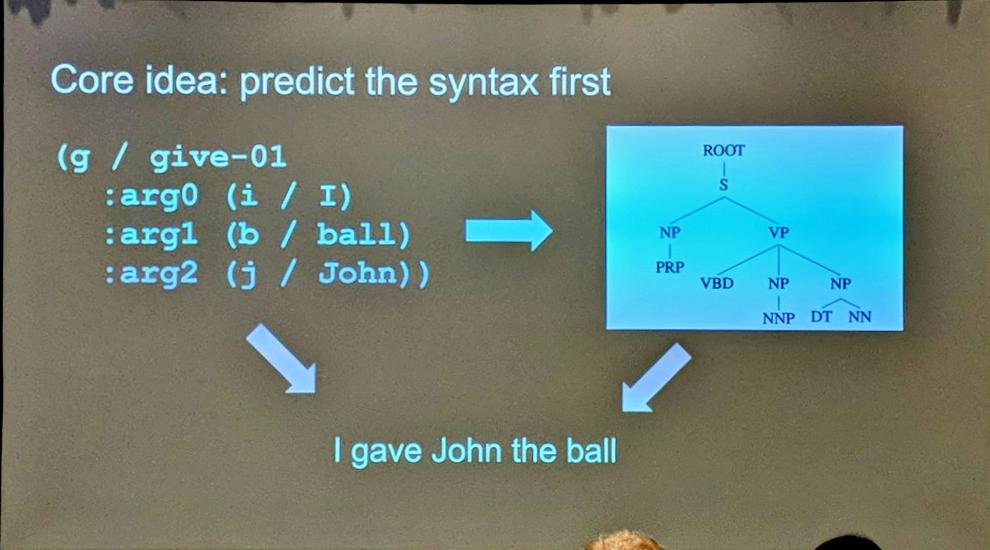 Core idea: predict the syntax first
(g / give-01
:arg0 (i / I)
:arg1 (b / ball)
:arg2 (j / John))
ROOT
S
NP VP
PRP
VBD NP NP
NNP DT NN
I gave John the ball